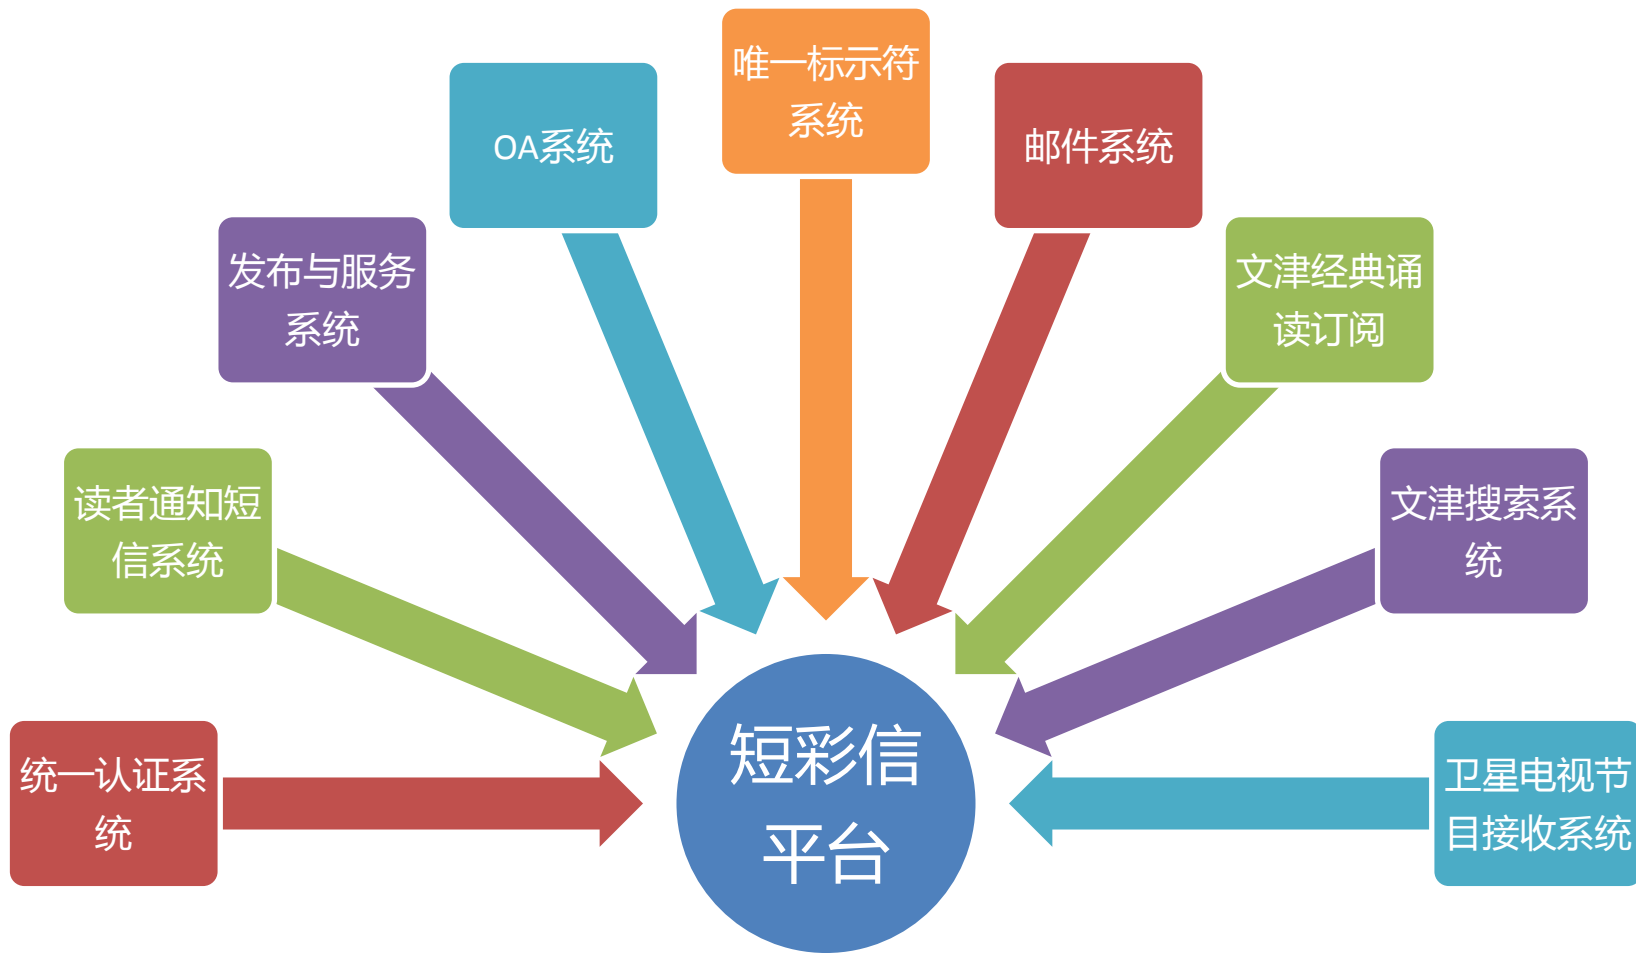 唯一标示符
系统
OA系统
邮件系统
发布与服务
系统
文津经典诵
读订阅
读者通知短
信系统
文津搜索系
统
统一认证系
统
卫星电视节
目接收系统
短彩信
平台